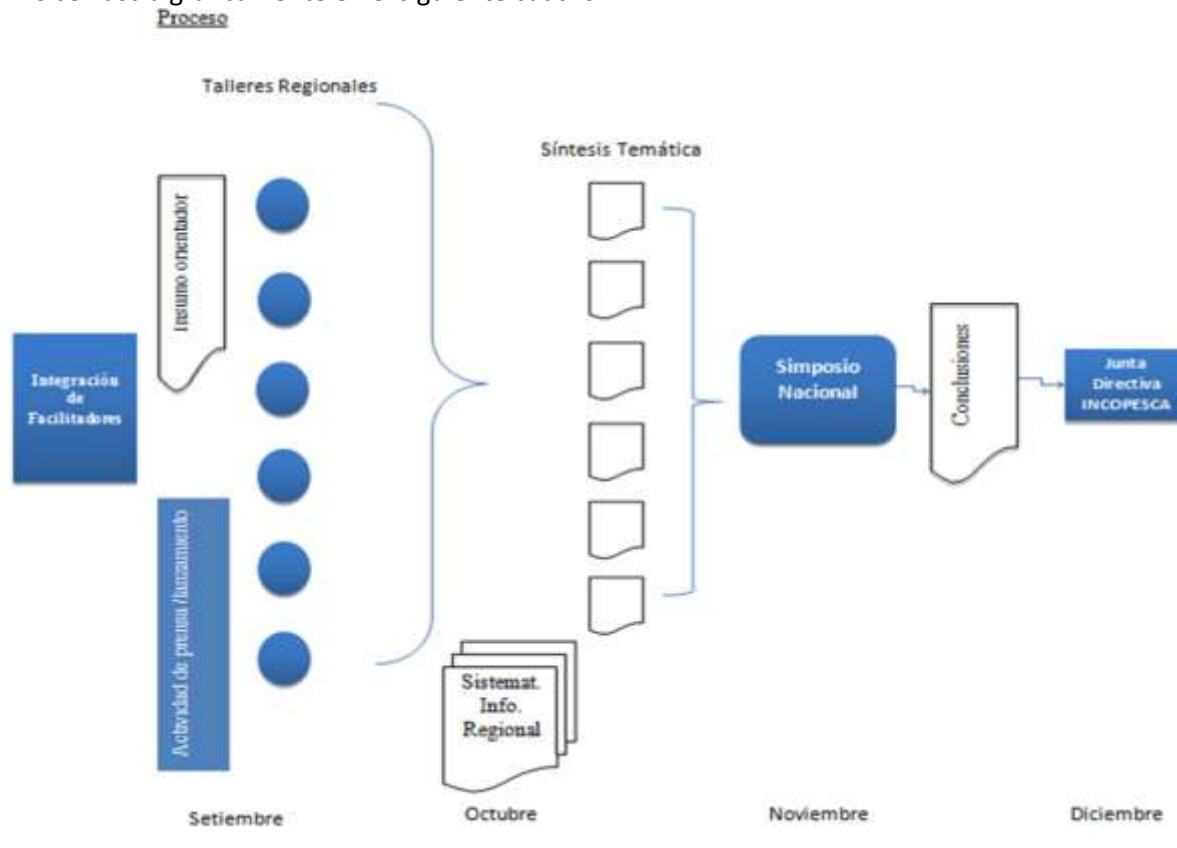 Proceso
Talleres Regionales
Síntesis Temática
Insumo orientador
Integración
de
Facilitadores
Simposio
Nacional
Conclusiones
Junta
Directiva
INCOPESCA
Actividad de prensa /lanzamiento
Sistemat.
Info.
Regional
Setiembre
Octubre
Noviembre
Diciembre